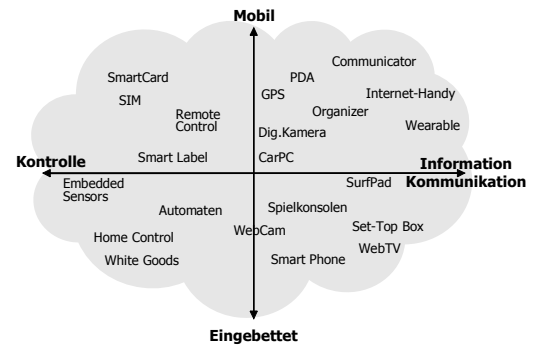 Mobil
Communicator
SmartCard
PDA
GPS
Internet-Handy
SIM
Organizer
Remote
Control
Wearable
Dig.Kamera
Smart Label
CarPC
Kontrolle
Information
Kommunikation
Embedded
Sensors
SurfPad
Automaten
Spielkonsolen
WebCam
Set-Top Box
Home Control
WebTV
White Goods
Smart Phone
Eingebettet